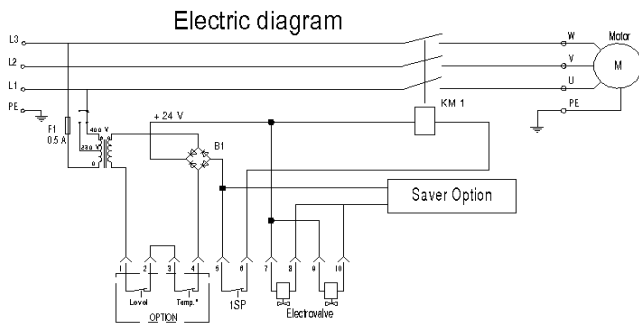 Electric diagram
L3
W
Motor
L2
V
M
L1
U
PE
400 V
+ 24 V
KM 1
PE
F1
0.5 A
230 V
B1
0
Saver Option
1 2 3 4 5 6 7 8 9 10
Level
Temp.*
1SP
Electrovalve
OPTION